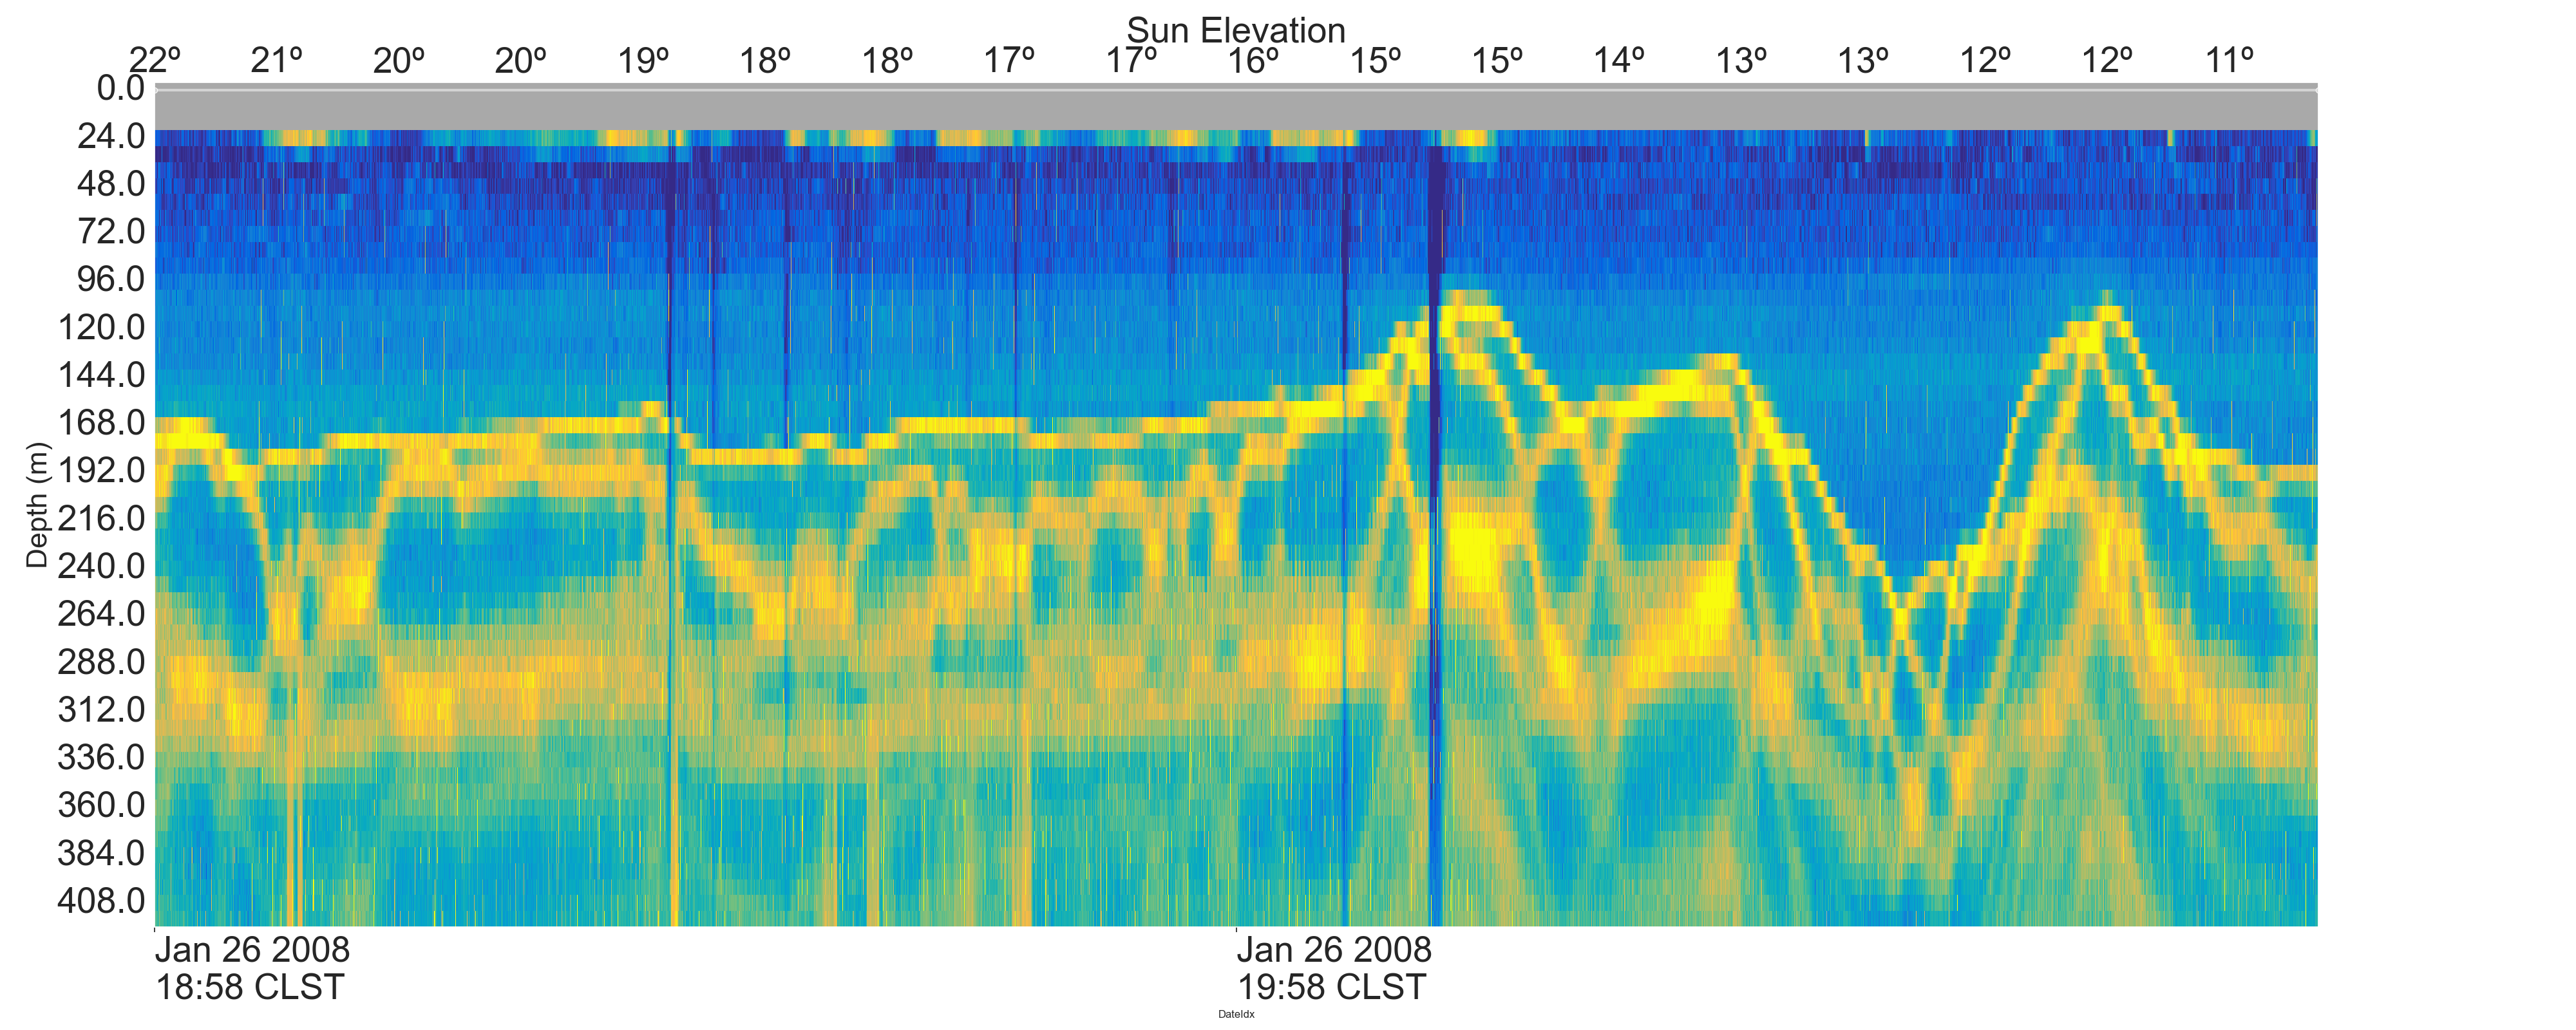 Sun Elevation
22º 21º 20º 20º 19º 18º 18º 17º 17º 16º 15º 15º 14º 13º 13º 12º 12º 11º
0.0
24.0
48.0
72.0
96.0
120.0
144.0
168.0
192.0
216.0
240.0
264.0
288.0
312.0
336.0
360.0
384.0
408.0
Depth (m)
Jan 26 2008
18:58 CLST
Jan 26 2008
19:58 CLST
DateIdx